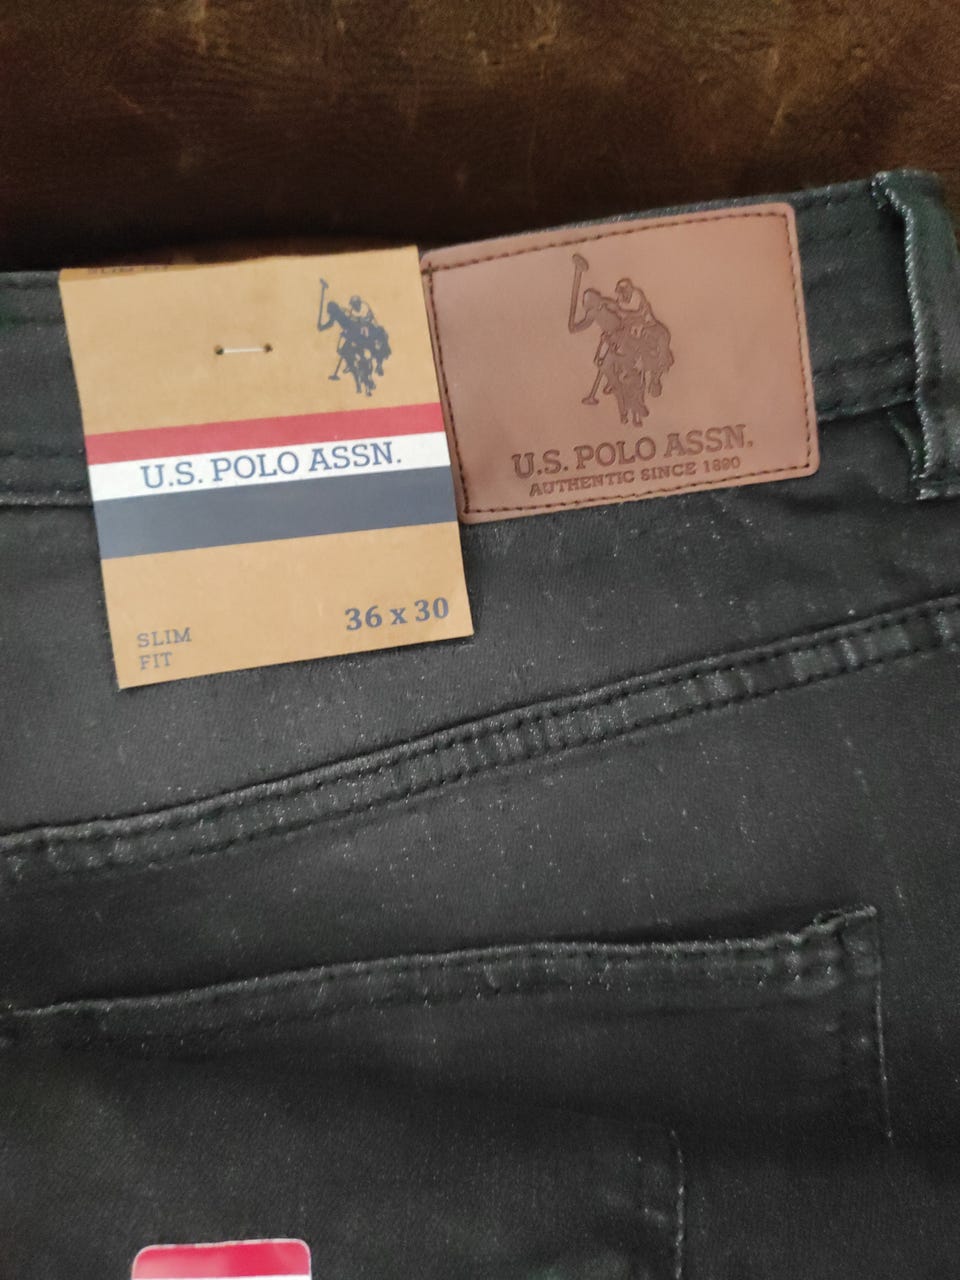 U.S. POLO ASSN.
SLIM
FIT
36 x 30
U.S. POLO ASSN.
AUTHENTIC SINCE 1890